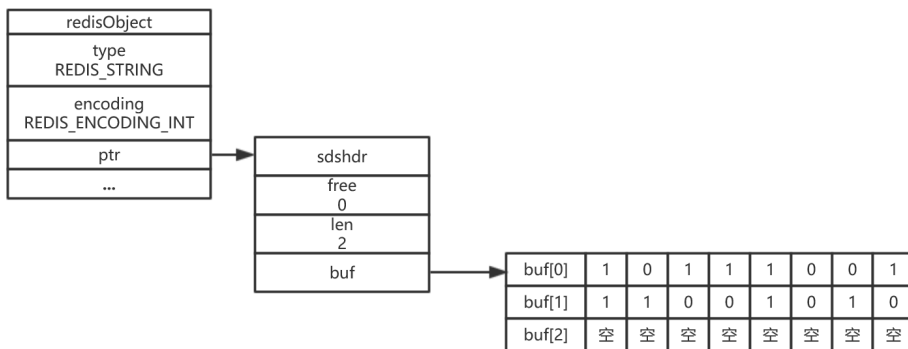 redisObject
type
REDIS_STRING
encoding
REDIS_ENCODING_INT
ptr
...
sdshdr
free
0
len
2
buf
buf[0] 1 0 1 1 1 0 0 1
buf[1] 1 1 0 0 1 0 1 0
buf[2] 空 空 空 空 空 空 空 空